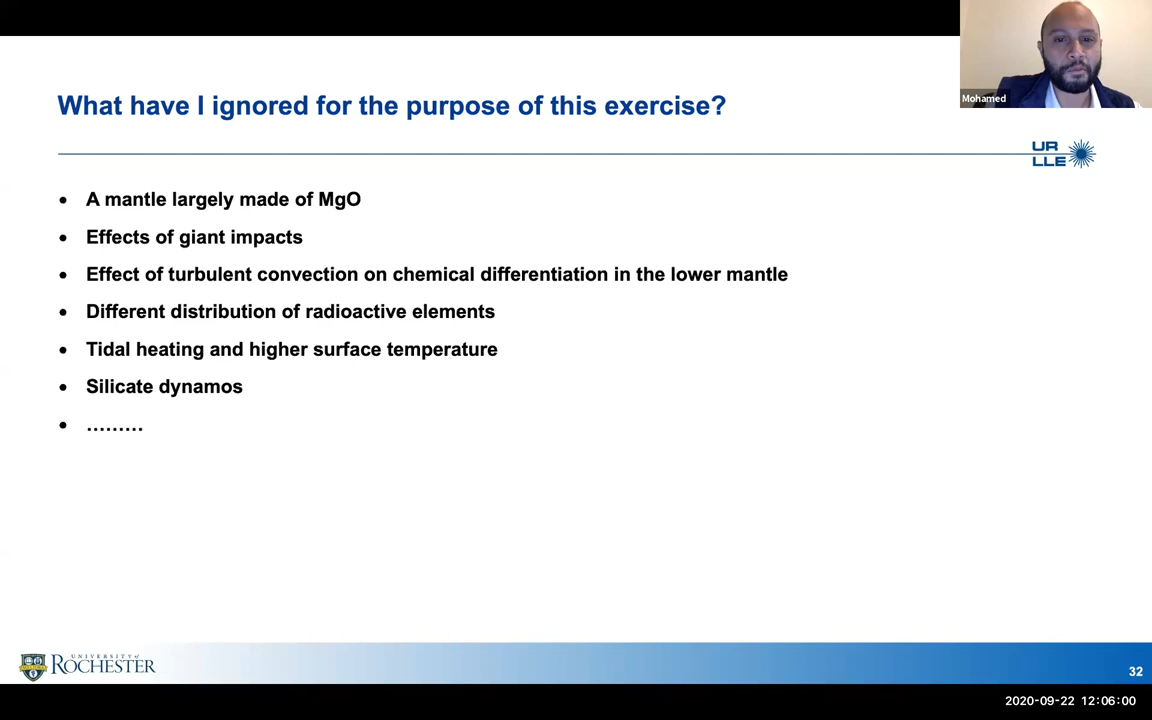 Mohamed
What have I ignored for the purpose of this exercise?
UR
LLE
• A mantle largely made of MgO
• Effects of giant impacts
• Effect of turbulent convection on chemical differentiation in the lower mantle
• Different distribution of radioactive elements
• Tidal heating and higher surface temperature
• Silicate dynamos
• .........
UNIVERSITY of
ROCHESTER
32
2020-09-22 12:06:00